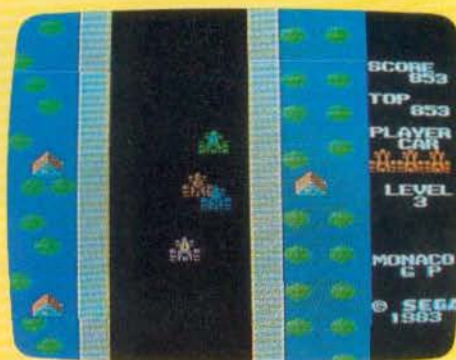 SCORE
853
TOP
853
PLAYER
CAR
LEVEL
3
MONACO
G P
© SEGA
1983